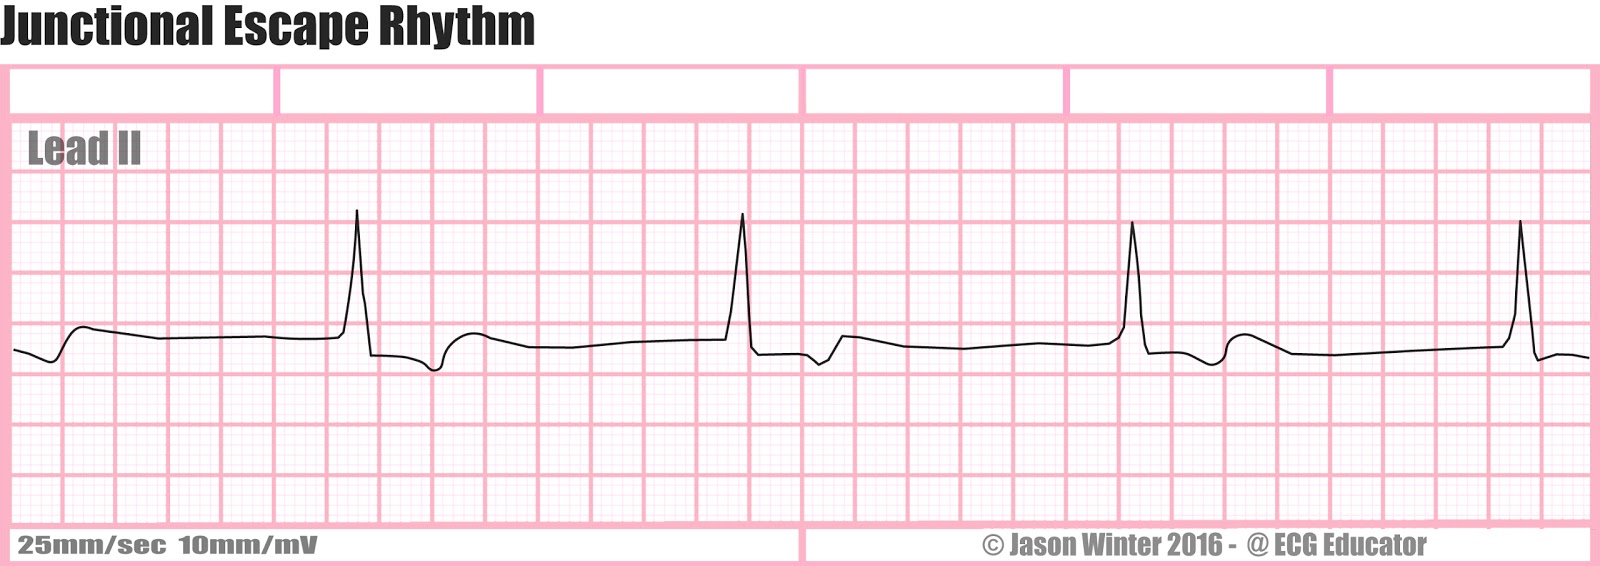 Junctional Escape Rhythm
Lead II
25mm/sec 10mm/mV
© Jason Winter 2016 - @ ECG Educator